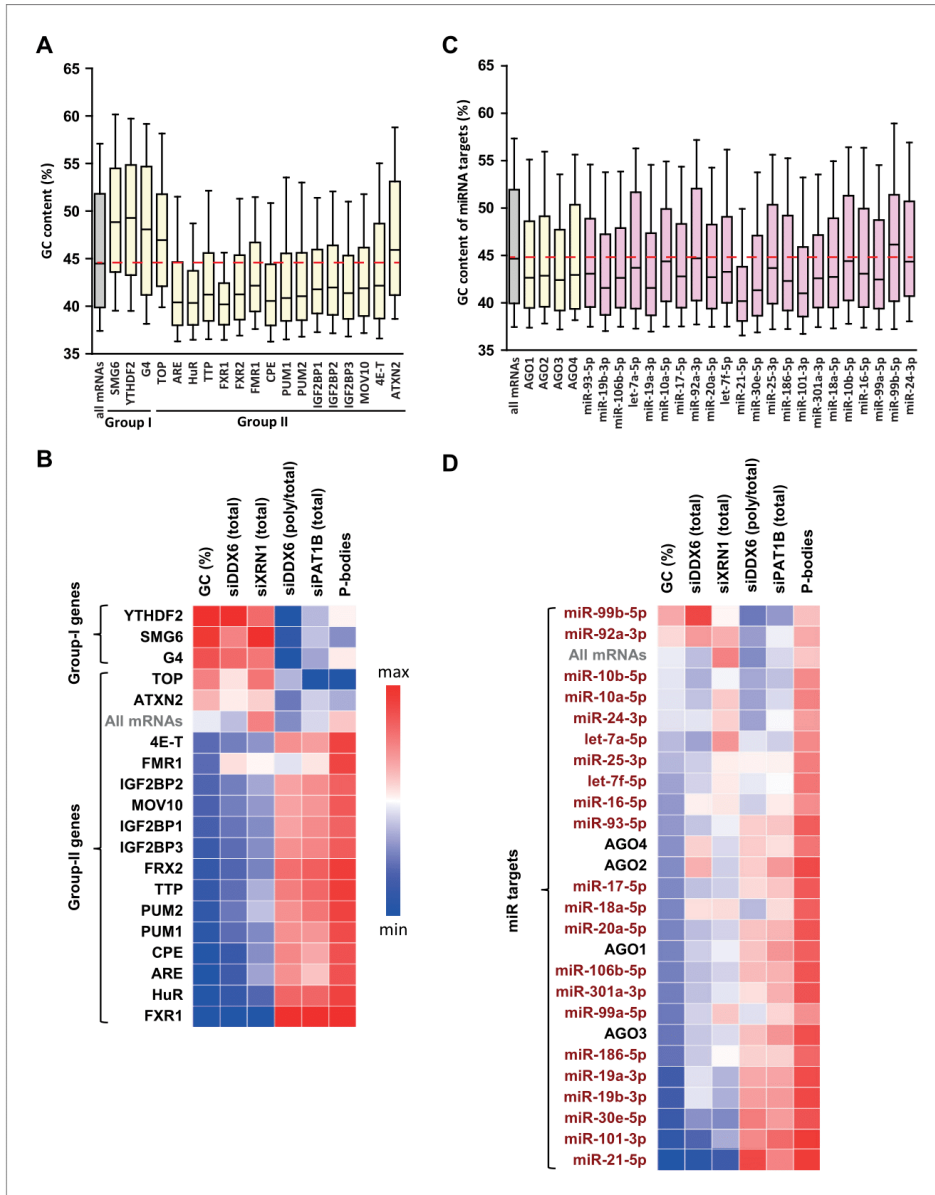 A
GC content (%)
65
60
55
50
45
40
35
all mRNAs
SMG6
YTHDF2
G4
TOP
ARE
HuR
TTP
FXR1
FXR2
FMR1
CPE
PUM1
PUM2
IGF2BP1
IGF2BP2
IGF2BP3
MOV10
4E-T
ATXN2
Group I
Group II
C
GC content of miRNA targets (%)
65
60
55
50
45
40
35
all mRNAs
AGO1
AGO2
AGO3
AGO4
miR-93-5p
miR-19b-3p
miR-106b-5p
let-7a-5p
miR-19a-3p
miR-10a-5p
miR-17-5p
miR-92a-3p
miR-20a-5p
let-7f-5p
miR-21-5p
miR-30e-5p
miR-25-3p
miR-186-5p
miR-101-3p
miR-301a-3p
miR-18a-5p
miR-10b-5p
miR-16-5p
miR-99a-5p
miR-99b-5p
miR-24-3p
B
GC (%)
siDDX6 (total)
siXRN1 (total)
siDDX6 (poly/total)
siPAT1B (total)
P-bodies
Group-I genes
YTHDF2
SMG6
G4
Group-II genes
TOP
ATXN2
All mRNAs
4E-T
FMR1
IGF2BP2
MOV10
IGF2BP1
IGF2BP3
FRX2
TTP
PUM2
PUM1
CPE
ARE
HuR
FXR1
max
min
D
GC (%)
siDDX6 (total)
siXRN1 (total)
siDDX6 (poly/total)
siPAT1B (total)
P-bodies
miR targets
miR-99b-5p
miR-92a-3p
All mRNAs
miR-10b-5p
miR-10a-5p
miR-24-3p
let-7a-5p
miR-25-3p
let-7f-5p
miR-16-5p
miR-93-5p
AGO4
AGO2
miR-17-5p
miR-18a-5p
miR-20a-5p
AGO1
miR-106b-5p
miR-301a-3p
miR-99a-5p
AGO3
miR-186-5p
miR-19a-3p
miR-19b-3p
miR-30e-5p
miR-101-3p
miR-21-5p